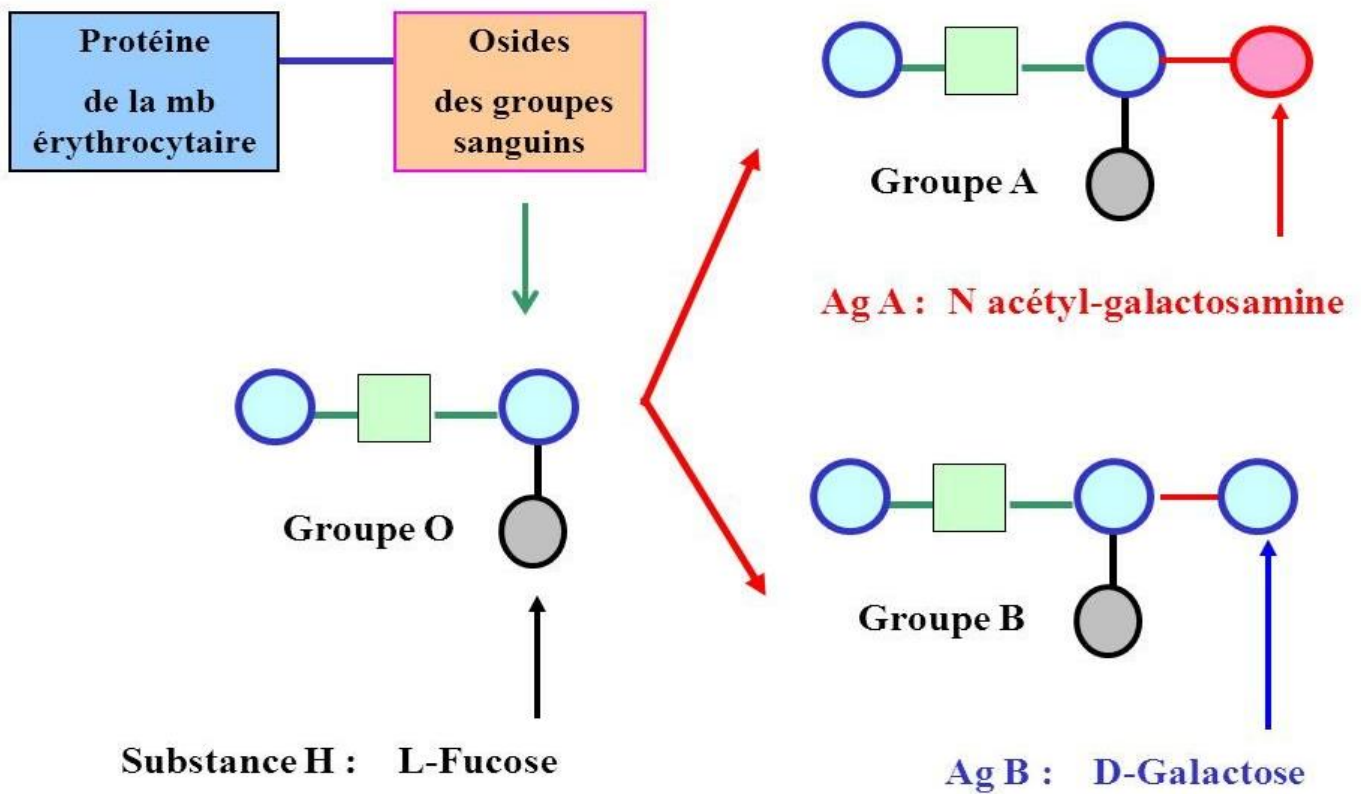 Protéine
de la mb
érythrocytaire
Osides
des groupes
sanguins
Groupe A
Ag A : N acétyl-galactosamine
Groupe O
Groupe B
Substance H : L-Fucose
Ag B : D-Galactose